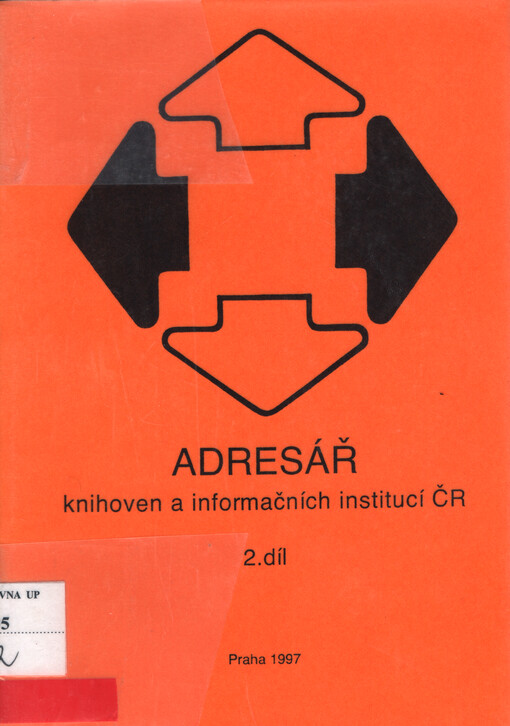 ADRESÁŘ
knihoven a informačních institucí ČR
2.díl
VNA UP
5
Praha 1997